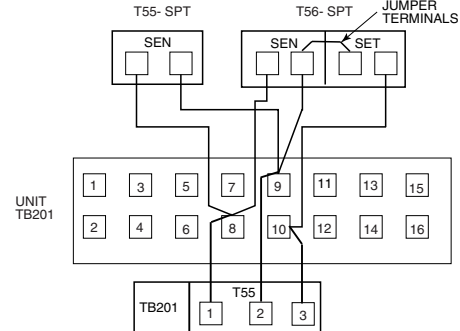 T55- SPT
T56- SPT
JUMPER
TERMINALS
SEN
SEN
SET
UNIT
TB201
1 3 5 7 9 11 13 15
2 4 6 8 10 12 14 16
TB201
T55
1 2 3